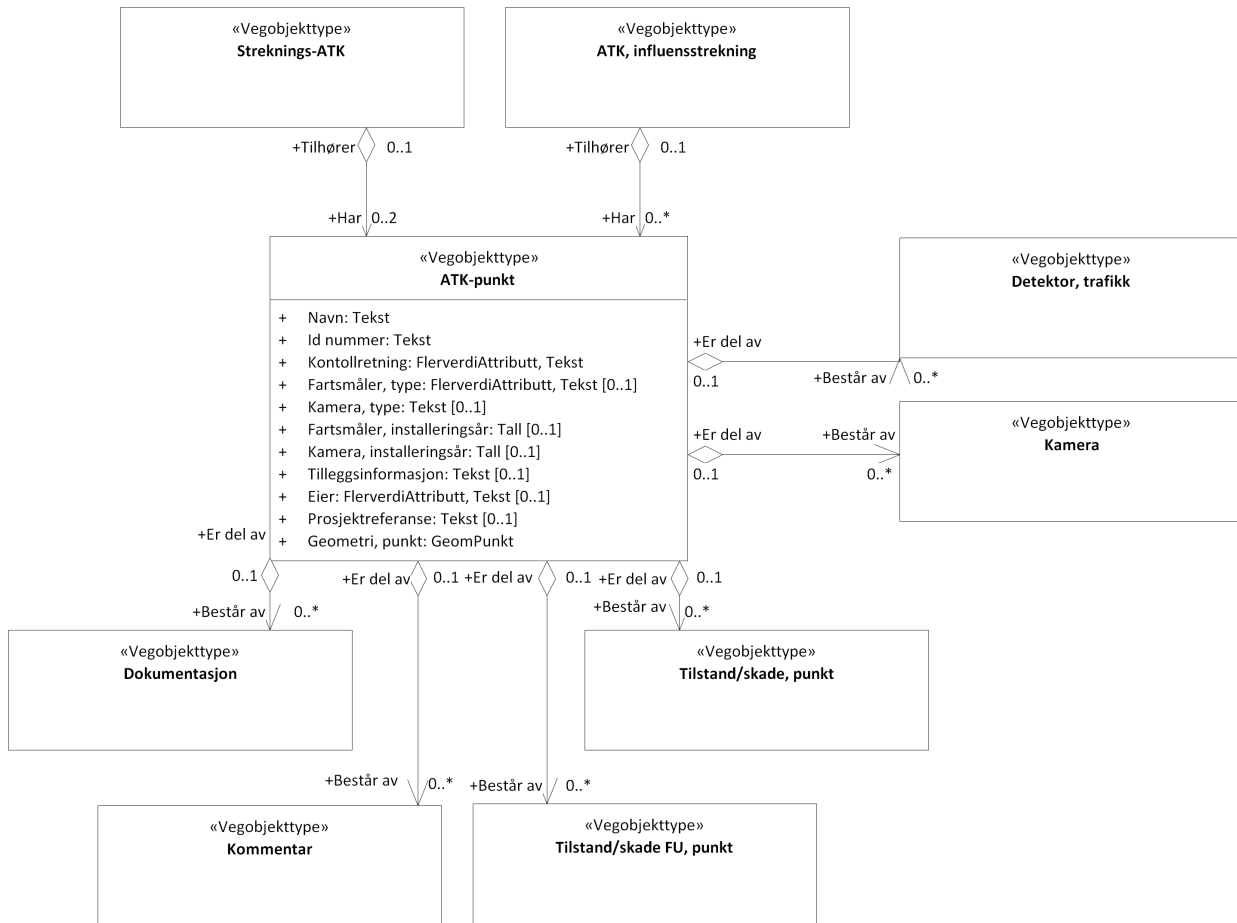 «Vegobjekttype»
Streknings-ATK
«Vegobjekttype»
ATK, influensstrekning
+Tilhører 0..1
+Tilhører 0..1
+Har 0..2
+Har 0..*
«Vegobjekttype»
ATK-punkt
+ Navn: Tekst
+ Id nummer: Tekst
+ Kontollretning: FlerverdiAttributt, Tekst
+ Fartsmåler, type: FlerverdiAttributt, Tekst [0..1]
+ Kamera, type: Tekst [0..1]
+ Fartsmåler, installeringsår: Tall [0..1]
+ Kamera, installeringsår: Tall [0..1]
+ Tilleggsinformasjon: Tekst [0..1]
+ Eier: FlerverdiAttributt, Tekst [0..1]
+ Prosjektreferanse: Tekst [0..1]
+ Geometri, punkt: GeomPunkt
«Vegobjekttype»
Detektor, trafikk
+Er del av
0..1
+Består av 0..*
«Vegobjekttype»
Kamera
+Er del av
0..1
+Består av
0..*
+Er del av
0..1
+Består av 0..*
+Er del av 0..1
+Er del av 0..1
+Er del av 0..1
+Består av 0..*
«Vegobjekttype»
Dokumentasjon
«Vegobjekttype»
Tilstand/skade, punkt
+Består av 0..*
+Består av 0..*
«Vegobjekttype»
Kommentar
«Vegobjekttype»
Tilstand/skade FU, punkt